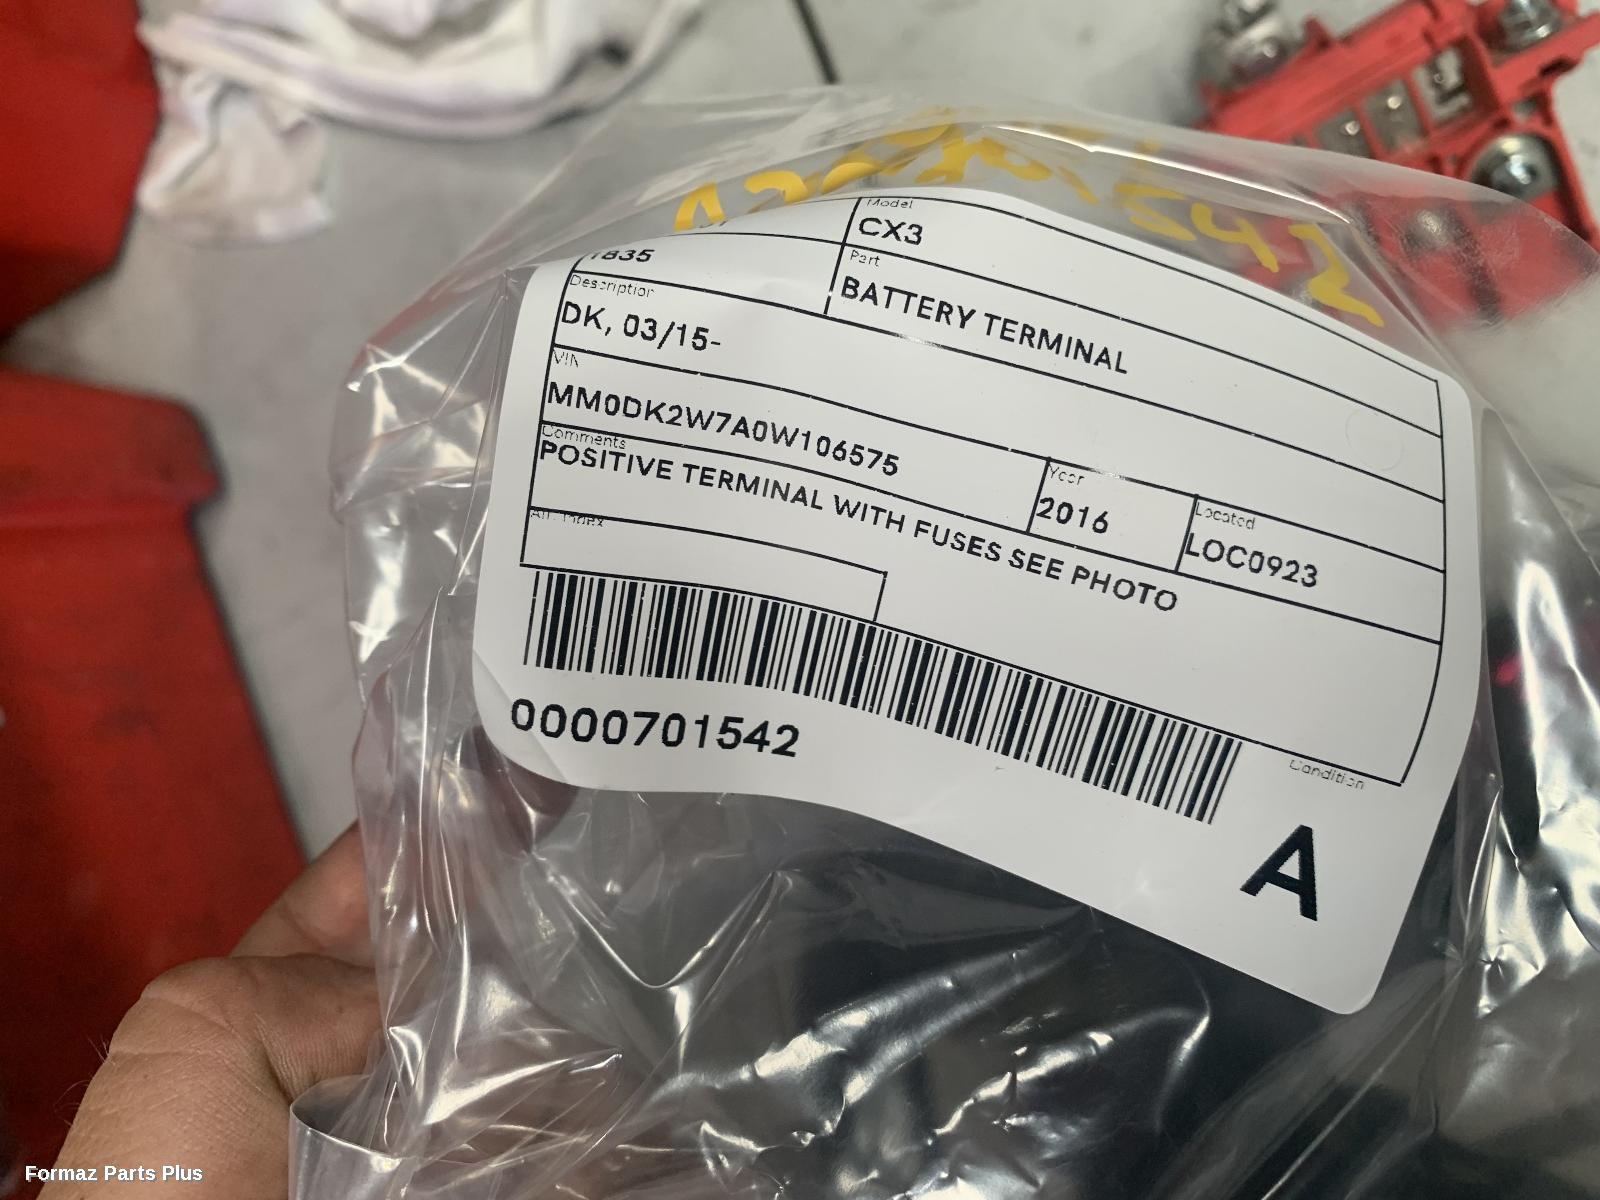 Model
CX3
1835
Part
BATTERY TERMINAL
Description
DK, 03/15-
VIN
MM0DK2W7A0W106575
Year
2016
Located
LOC0923
Comments
POSITIVE TERMINAL WITH FUSES SEE PHOTO
Index
0000701542
Condition
A
Formaz Parts Plus